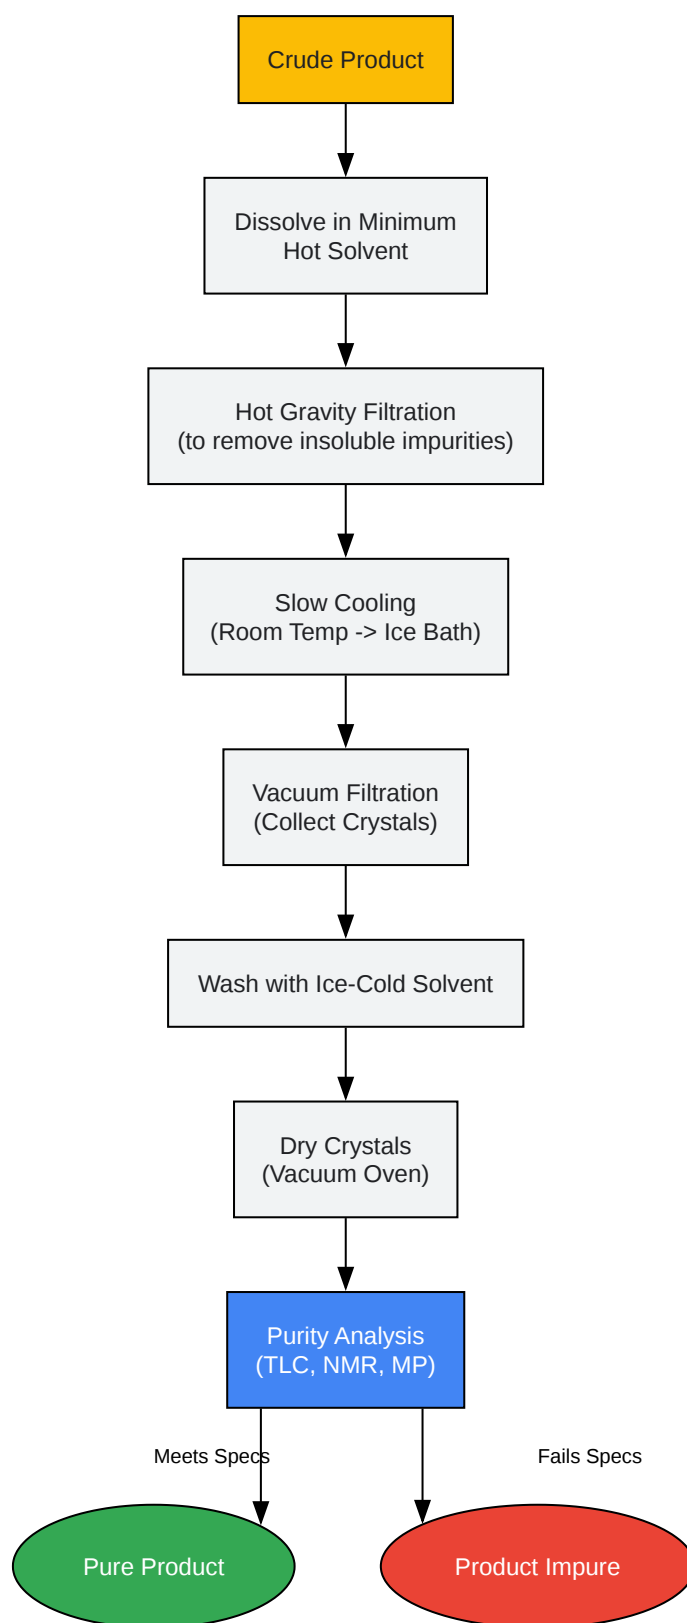 Crude Product
Dissolve in Minimum
Hot Solvent
Hot Gravity Filtration
(to remove insoluble impurities)
Slow Cooling
(Room Temp -> Ice Bath)
Vacuum Filtration
(Collect Crystals)
Wash with Ice-Cold Solvent
Dry Crystals
(Vacuum Oven)
Purity Analysis
(TLC, NMR, MP)
Meets Specs
Fails Specs
Pure Product
Product Impure